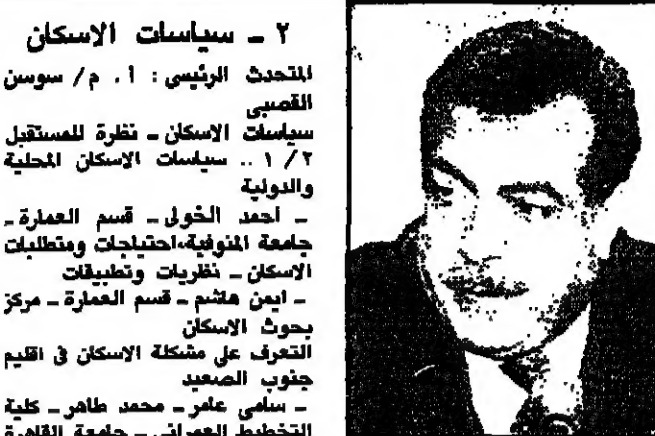 ٢ ـ سياسات الاسكان
المتحدث الرئيسى : ا . م / سوسن
القصبى
سياسات الاسكان ـ نظرة للمستقبل
٢ / ١ .. سياسات الاسكان المحلية
والدولية
ـ احمد الخولى ـ قسم العمارة ـ
جامعة المنوفية،احتياجات ومتطلبات
الاسكان ـ نظريات وتطبيقات
ـ ايمن هاشم ـ قسم العمارة ـ مركز
بحوث الاسكان
التعرف على مشكلة الاسكان فى اقليم
جنوب الصعيد
ـ سامى عامر ـ محمد طاهر ـ كلية
التخطيط العمرانى ـ جامعة القاهرة